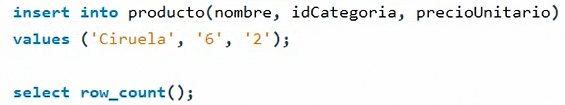 insert into producto(nombre, idCategoria, precioUnitario)
values ('Ciruela', '6', '2');
select row_count();